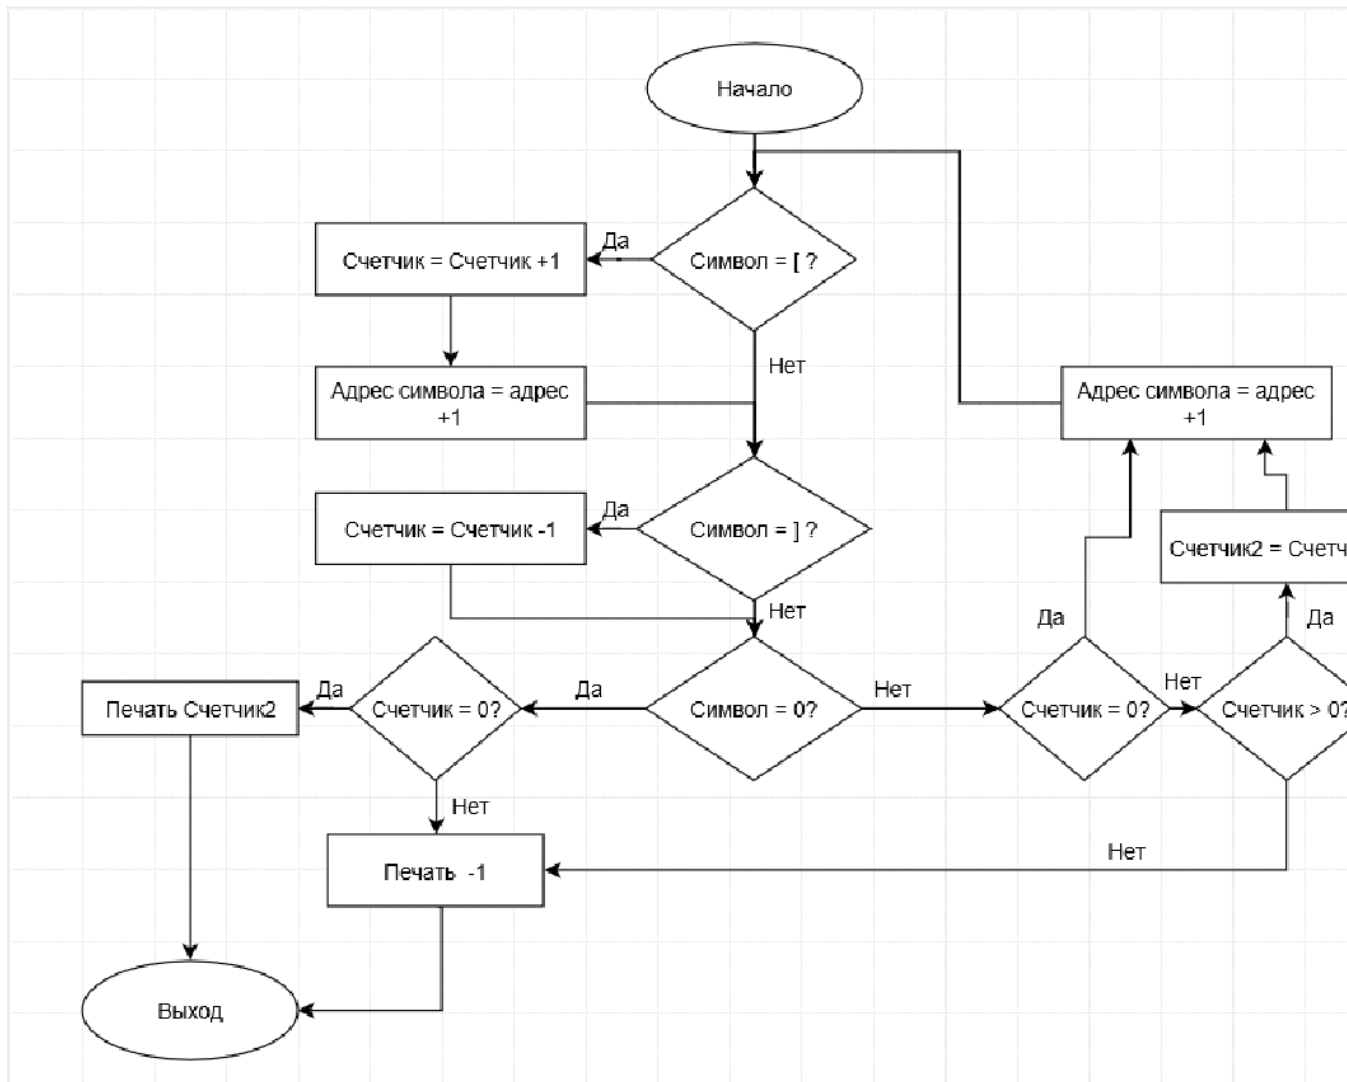 Начало
Да
Счетчик = Счетчик +1
Символ = [ ?
Нет
Адрес символа = адрес
+1
Адрес символа = адрес
+1
Да
Счетчик = Счетчик -1
Символ = ] ?
Счетчик2 =
Нет
Да
Да
Да
Да
Нет
Нет
Печать Счетчик2
Счетчик = 0?
Символ = 0?
Счетчик = 0?
Счетчик > 0?
Нет
Нет
Печать -1
Выход